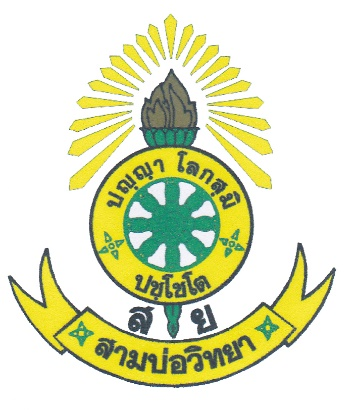 ปญฺญา โลกสฺมิ
ปชฺโชโต
ส ย
สามบ่อวิทยา